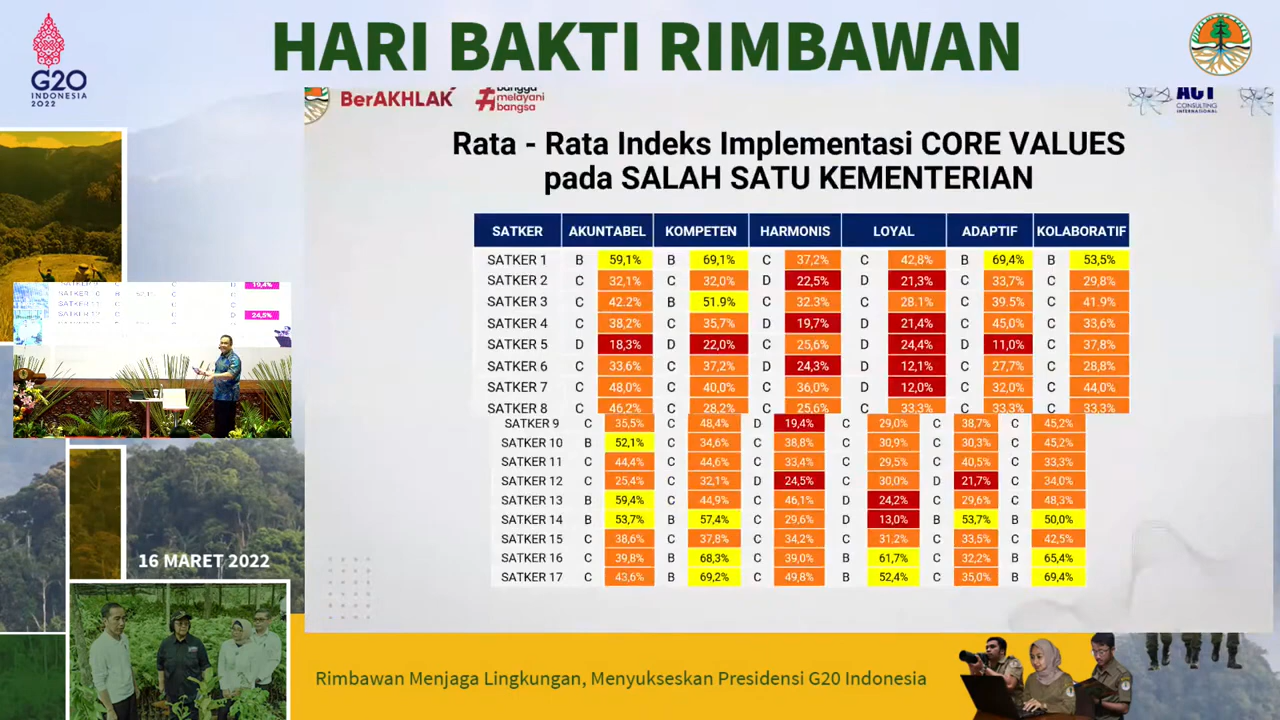 HARI BAKTI RIMBAWAN
G20
INDONESIA
2022
BerAKHLAK
#bangga
melayani
bangsa
ACT
CONSULTING
INTERNATIONAL
Rata - Rata Indeks Implementasi CORE VALUES
pada SALAH SATU KEMENTERIAN
SATKER AKUNTABEL KOMPETEN HARMONIS LOYAL ADAPTIF KOLABORATIF
SATKER 1 B 59,1% B 69,1% C 37,2% C 42,8% B 69,4% B 53,5%
SATKER 2 C 32,1% C 32,0% D 22,5% D 21,3% C 33,7% C 29,8%
SATKER 3 C 42.2% B 51.9% C 32.3% C 28.1% C 39.5% C 41.9%
SATKER 4 C 38,2% C 35,7% D 19,7% D 21,4% C 45,0% C 33,6%
SATKER 5 D 18,3% D 22,0% C 25,6% D 24,4% D 11,0% C 37,8%
SATKER 6 C 33,6% C 37,2% D 24,3% D 12,1% C 27,7% C 28,8%
SATKER 7 C 48,0% C 40,0% C 36,0% D 12,0% C 32,0% C 44,0%
SATKER 8 C 46,2% C 28,2% C 25,6% C 33,3% C 33,3% C 33,3%
SATKER 9 C 35,5% C 48,4% D 19,4% C 29,0% C 38,7% C 45,2%
SATKER 10 B 52,1% C 34,6% C 38,8% C 30,9% C 30,3% C 45,2%
SATKER 11 C 44,4% C 44,6% C 33,4% C 29,5% C 40,5% C 33,3%
SATKER 12 C 25,4% C 32,1% D 24,5% C 30,0% D 21,7% C 34,0%
SATKER 13 B 59,4% C 44,9% C 46,1% D 24,2% C 29,6% C 48,3%
SATKER 14 B 53,7% B 57,4% C 29,6% D 13,0% B 53,7% B 50,0%
SATKER 15 C 38,6% C 37,8% C 34,2% C 31,2% C 33,5% C 42,5%
SATKER 16 C 39,8% B 68,3% C 39,0% B 61,7% C 32,2% B 65,4%
SATKER 17 C 43,6% B 69,2% C 49,8% B 52,4% C 35,0% B 69,4%
19,4%
24,5%
16 MARET 2022
Rimbawan Menjaga Lingkungan, Menyukseskan Presidensi G20 Indonesia